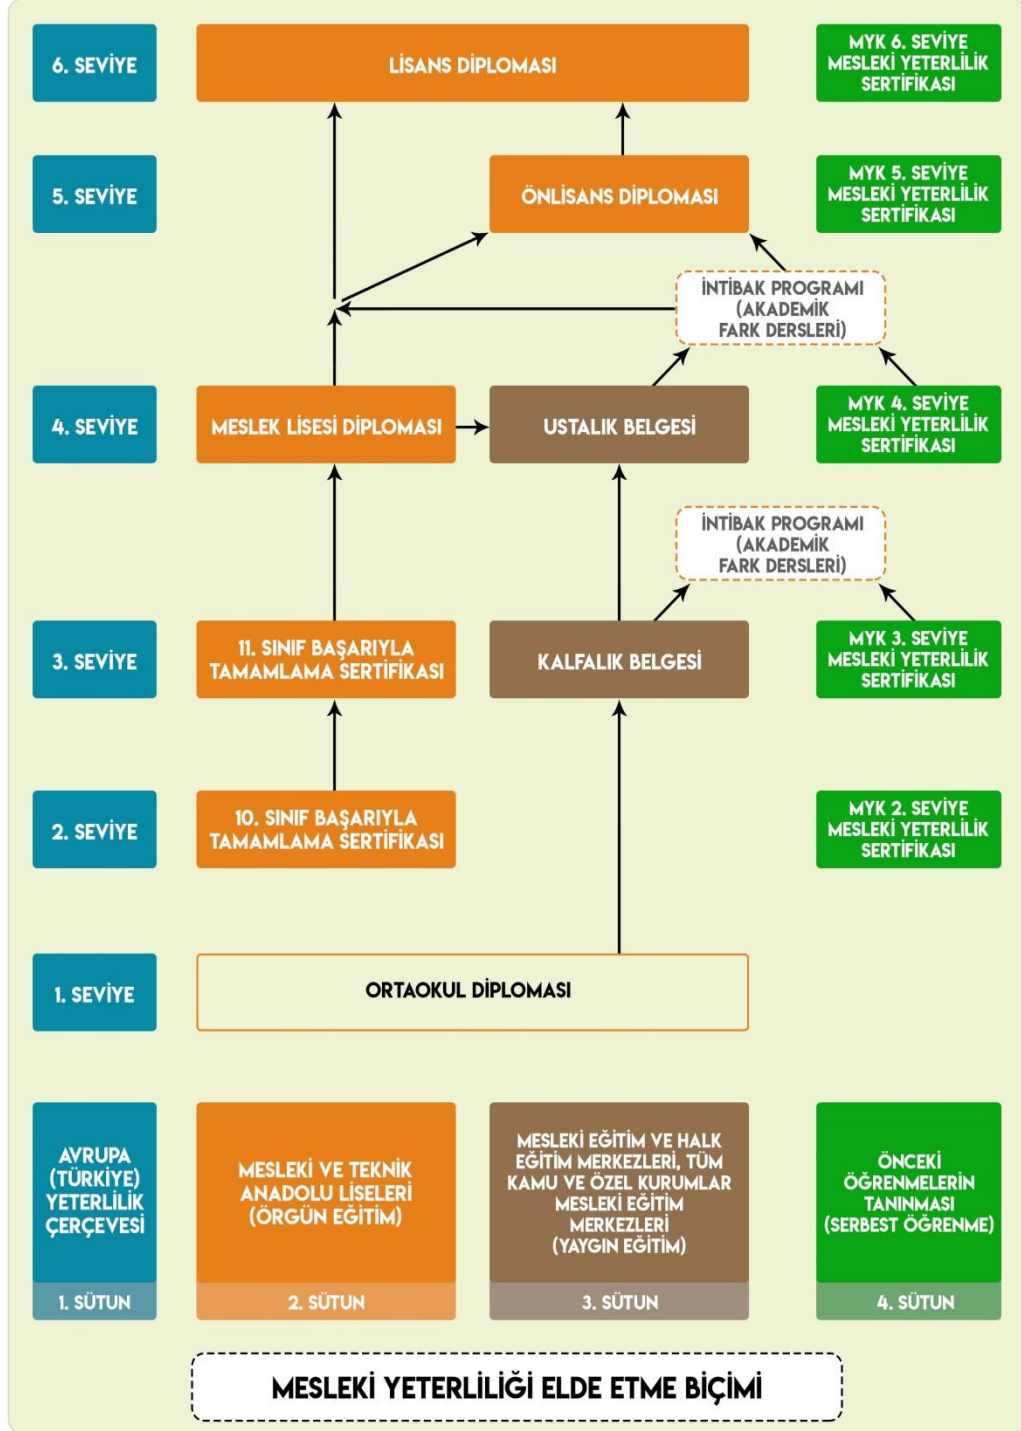 6. SEVİYE
LİSANS DİPLOMASI
MYK 6. SEVİYE
MESLEKİ YETERLİLİK
SERTİFİKASI
5. SEVİYE
ÖNLİSANS DİPLOMASI
MYK 5. SEVİYE
MESLEKİ YETERLİLİK
SERTİFİKASI
İNTİBAK PROGRAMI
(AKADEMİK
FARK DERSLERİ)
4. SEVİYE
MESLEK LİSESİ DİPLOMASI
USTALIK BELGESİ
MYK 4. SEVİYE
MESLEKİ YETERLİLİK
SERTİFİKASI
İNTİBAK PROGRAMI
(AKADEMİK
FARK DERSLERİ)
3. SEVİYE
11. SINIF BAŞARIYLA
TAMAMLAMA SERTİFİKASI
KALFALIK BELGESİ
MYK 3. SEVİYE
MESLEKİ YETERLİLİK
SERTİFİKASI
2. SEVİYE
10. SINIF BAŞARIYLA
TAMAMLAMA SERTİFİKASI
MYK 2. SEVİYE
MESLEKİ YETERLİLİK
SERTİFİKASI
1. SEVİYE
ORTAOKUL DİPLOMASI
AVRUPA
(TÜRKİYE)
YETERLİLİK
ÇERÇEVESİ
1. SÜTUN
MESLEKİ VE TEKNİK
ANADOLU LİSELERİ
(ÖRGÜN EĞİTİM)
2. SÜTUN
MESLEKİ EĞİTİM VE HALK
EĞİTİM MERKEZLERİ, TÜM
KAMU VE ÖZEL KURUMLAR
MESLEKİ EĞİTİM
MERKEZLERİ
(YAYGIN EĞİTİM)
3. SÜTUN
ÖNCEKİ
ÖĞRENMELERİN
TANINMASI
(SERBEST ÖĞRENME)
4. SÜTUN
MESLEKİ YETERLİLİĞİ ELDE ETME BİÇİMİ